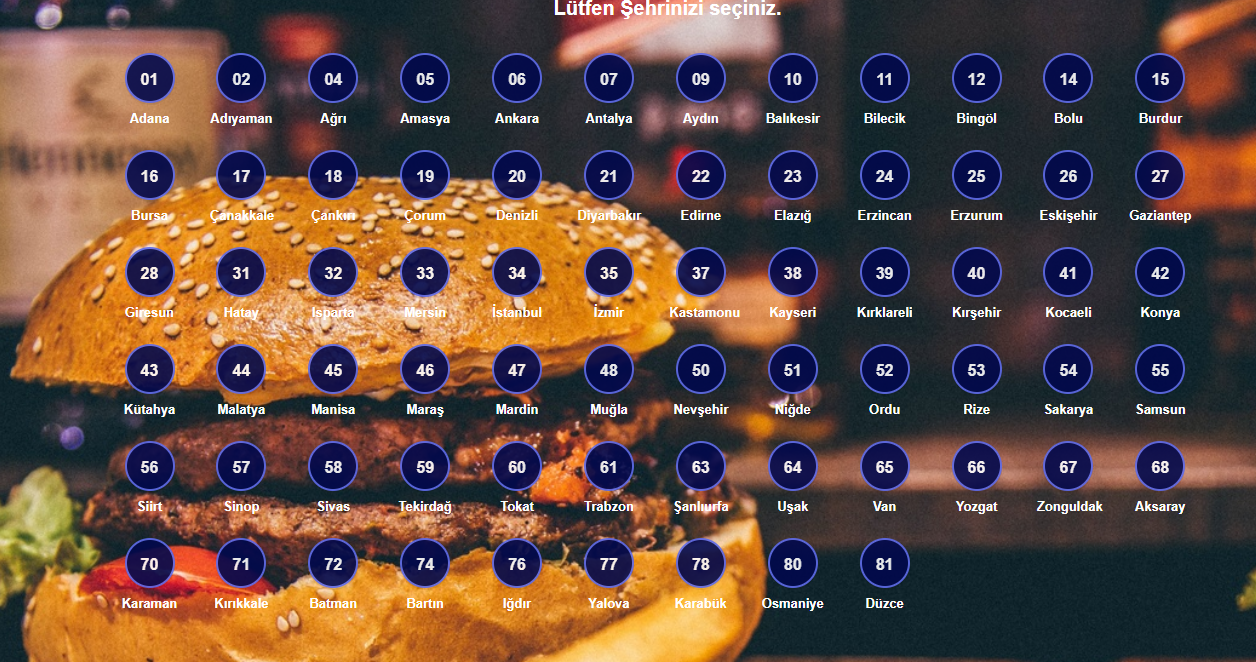 Lütfen Şehrinizi seçiniz.
01 02 04 05 06 07 09 10 11 12 14 15
Adana Adıyaman Ağrı Amasya Ankara Antalya Aydın Balıkesir Bilecik Bingöl Bolu Burdur
16 17 18 19 20 21 22 23 24 25 26 27
Bursa Çanakkale Çankırı Çorum Denizli Diyarbakır Edirne Elazığ Erzincan Erzurum Eskişehir Gaziantep
28 31 32 33 34 35 37 38 39 40 41 42
Giresun Hatay Isparta Mersin İstanbul İzmir Kastamonu Kayseri Kırklareli Kırşehir Kocaeli Konya
43 44 45 46 47 48 50 51 52 53 54 55
Kütahya Malatya Manisa Maraş Mardin Muğla Nevşehir Niğde Ordu Rize Sakarya Samsun
56 57 58 59 60 61 63 64 65 66 67 68
Siirt Sinop Sivas Tekirdağ Tokat Trabzon Şanlıurfa Uşak Van Yozgat Zonguldak Aksaray
70 71 72 74 76 77 78 80 81
Karaman Kırıkkale Batman Bartın Iğdır Yalova Karabük Osmaniye Düzce